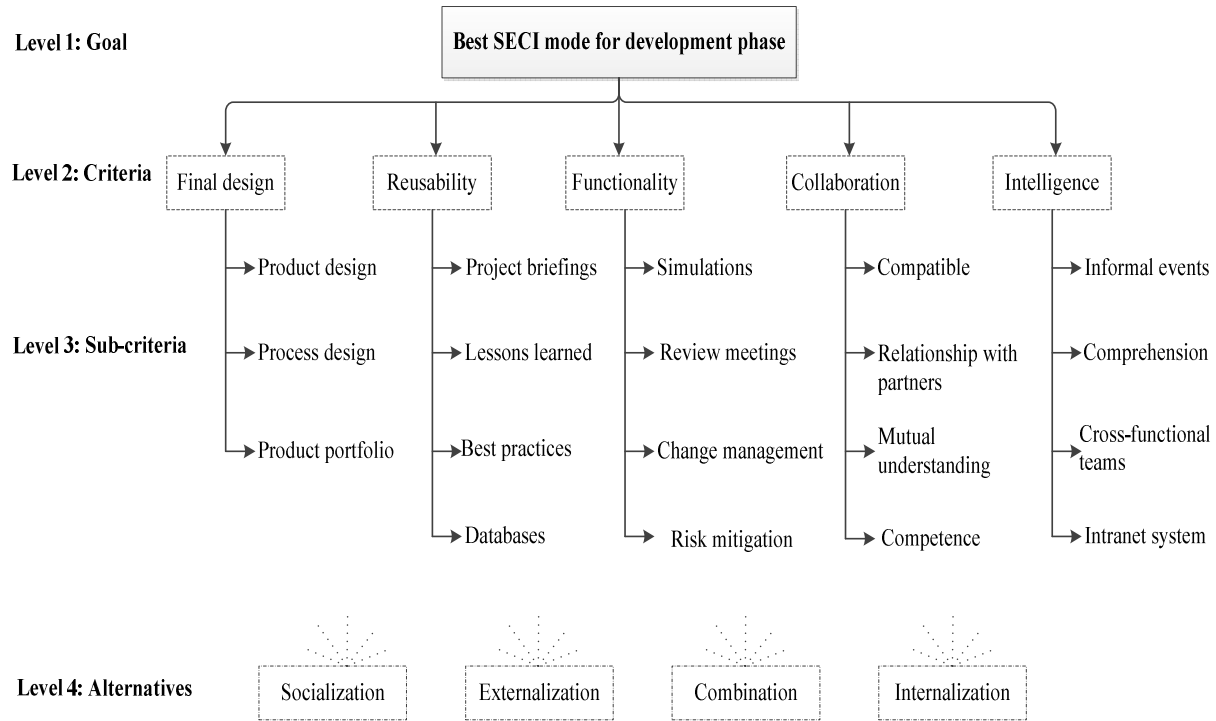 Level 1: Goal
Best SECI mode for development phase
Level 2: Criteria
Final design
Reusability
Functionality
Collaboration
Intelligence
Level 3: Sub-criteria
Product design
Process design
Product portfolio
Project briefings
Lessons learned
Best practices
Databases
Simulations
Review meetings
Change management
Risk mitigation
Compatible
Relationship with
partners
Mutual
understanding
Competence
Informal events
Comprehension
Cross-functional
teams
Intranet system
Level 4: Alternatives
Socialization
Externalization
Combination
Internalization